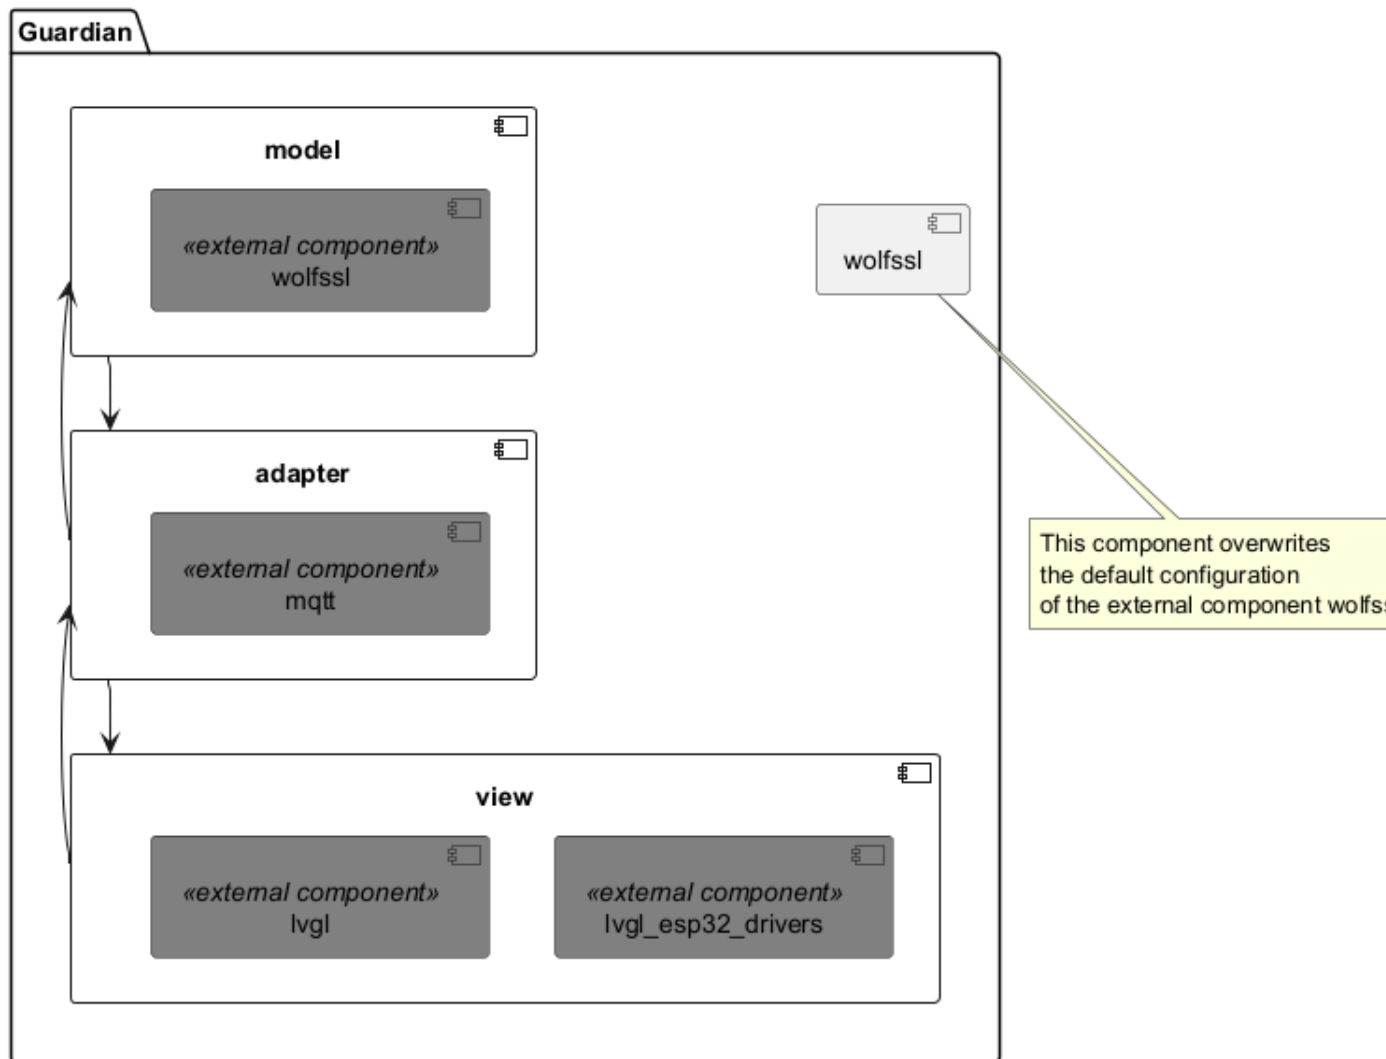 Guardian
model
«external component»
wolfssl
wolfssl
adapter
«external component»
mqtt
This component overwrites
the default configuration
of the external component
view
«external component»
lvgl
«external component»
lvgl_esp32_drivers